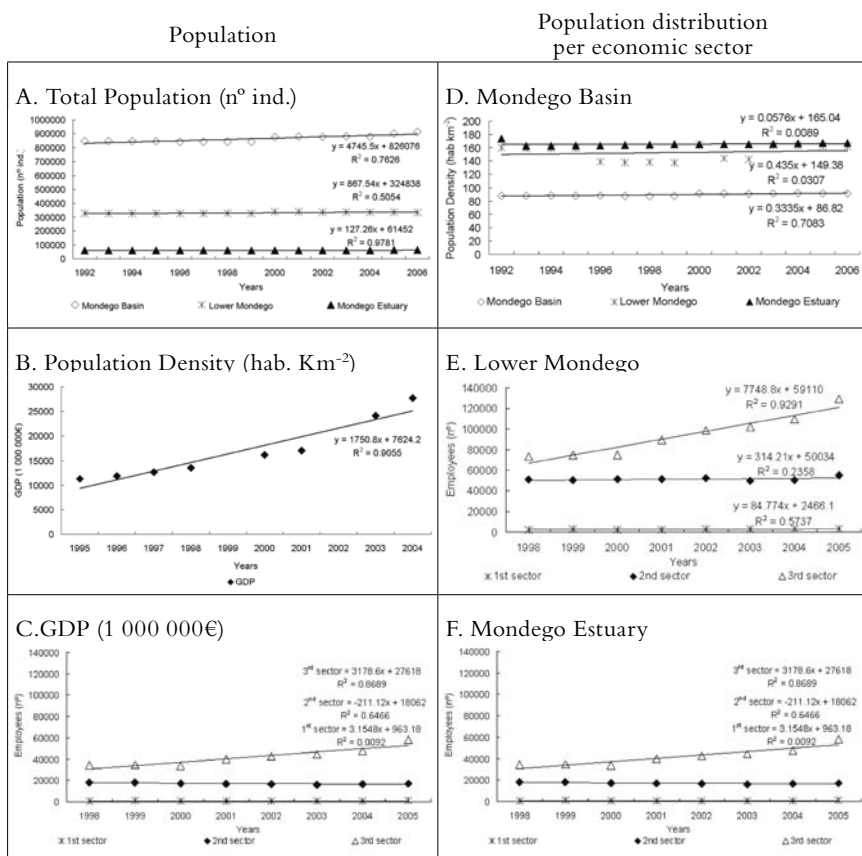 Population
Population distribution
per economic sector
A. Total Population (nº ind.)
Population (nº ind.)
1000000
900000
800000
700000
600000
500000
400000
300000
200000
100000
0
y = 4745.5x + 826076
R² = 0.7626
y = 867.54x + 324838
R² = 0.5054
y = 127.26x + 61452
R² = 0.9781
1992 1994 1996 1998 2000 2002 2004 2006
Years
Mondego Basin Lower Mondego Mondego Estuary
D. Mondego Basin
Population Density (hab km⁻²)
200
180
160
140
120
100
80
60
40
20
0
y = 0.0576x + 165.04
R² = 0.0089
y = 0.435x + 149.38
R² = 0.0307
y = 0.3335x + 86.82
R² = 0.7083
1992 1994 1996 1998 2000 2002 2004 2006
Years
Mondego Basin Lower Mondego Mondego Estuary
B. Population Density (hab. Km⁻²)
GDP (1 000 000€)
30000
25000
20000
15000
10000
5000
0
y = 1750.8x + 7624.2
R² = 0.9055
1995 1996 1997 1998 1999 2000 2001 2002 2003 2004
Years
GDP
E. Lower Mondego
Employees (nº)
140000
120000
100000
80000
60000
40000
20000
0
y = 7748.8x + 59110
R² = 0.9291
y = 314.21x + 50034
R² = 0.2358
y = 84.774x + 2466.1
R² = 0.5737
1998 1999 2000 2001 2002 2003 2004 2005
Years
1st sector 2nd sector 3rd sector
C.GDP (1 000 000€)
Employees (nº)
140000
120000
100000
80000
60000
40000
20000
0
3rd sector = 3178.6x + 27618
R² = 0.8689
2nd sector = -211.12x + 18062
R² = 0.6466
1st sector = 3.1548x + 963.18
R² = 0.0092
1998 1999 2000 2001 2002 2003 2004 2005
Years
1st sector 2nd sector 3rd sector
F. Mondego Estuary
Employees (nº)
140000
120000
100000
80000
60000
40000
20000
0
3rd sector = 3178.6x + 27618
R² = 0.8689
2nd sector = -211.12x + 18062
R² = 0.6466
1st sector = 3.1548x + 963.18
R² = 0.0092
1998 1999 2000 2001 2002 2003 2004 2005
Years
1st sector 2nd sector 3rd sector